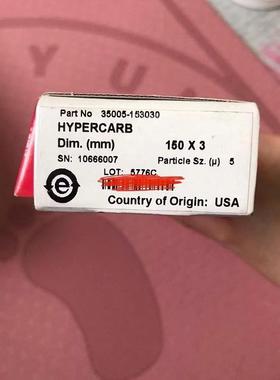 Part No 35005-153030
HYPERCARB
Dim. (mm) 150 X 3
SN: 10666007 Particle Sz. (µ) 5
LOT: 5776C
Country of Origin: USA